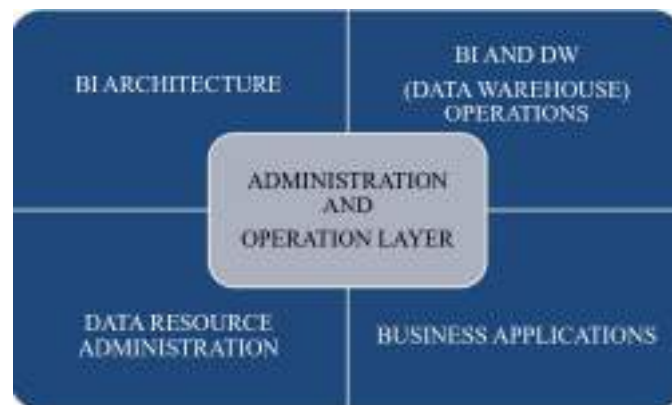 BI ARCHITECTURE
BI AND DW
(DATA WAREHOUSE)
OPERATIONS
ADMINISTRATION
AND
OPERATION LAYER
DATA RESOURCE
ADMINISTRATION
BUSINESS APPLICATIONS